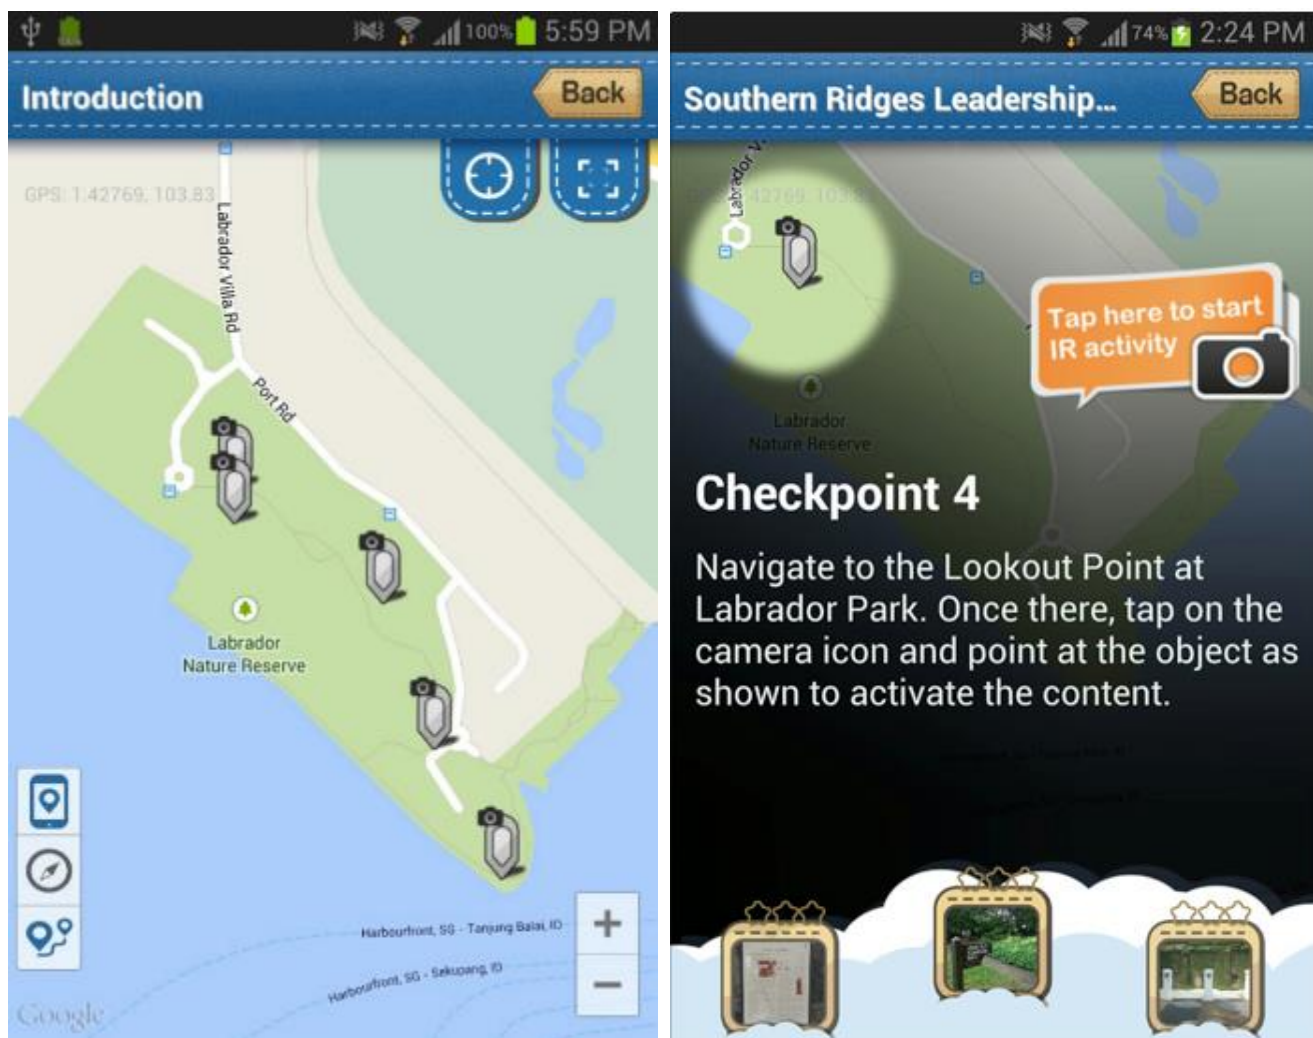 100% 5:59 PM
Introduction
Back
GPS: 1.42769, 103.83
Labrador Villa Rd
Port Rd
Labrador
Nature Reserve
Harbourfront, SG - Tanjung Balai, ID
Harbourfront, SG - Sekupang, ID
Google
74% 2:24 PM
Southern Ridges Leadership...
Back
Labrador V
Tap here to start
IR activity
Labrador
Nature Reserve
Checkpoint 4
Navigate to the Lookout Point at
Labrador Park. Once there, tap on the
camera icon and point at the object as
shown to activate the content.